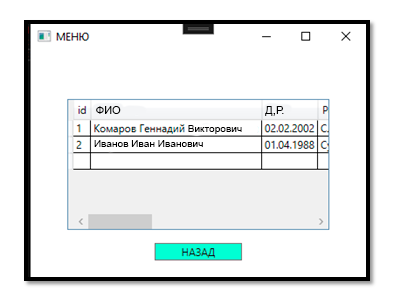 МЕНЮ
id ФИО Д.Р. Р
1 Комаров Геннадий Викторович 02.02.2002 С
2 Иванов Иван Иванович 01.04.1988 С
НАЗАД